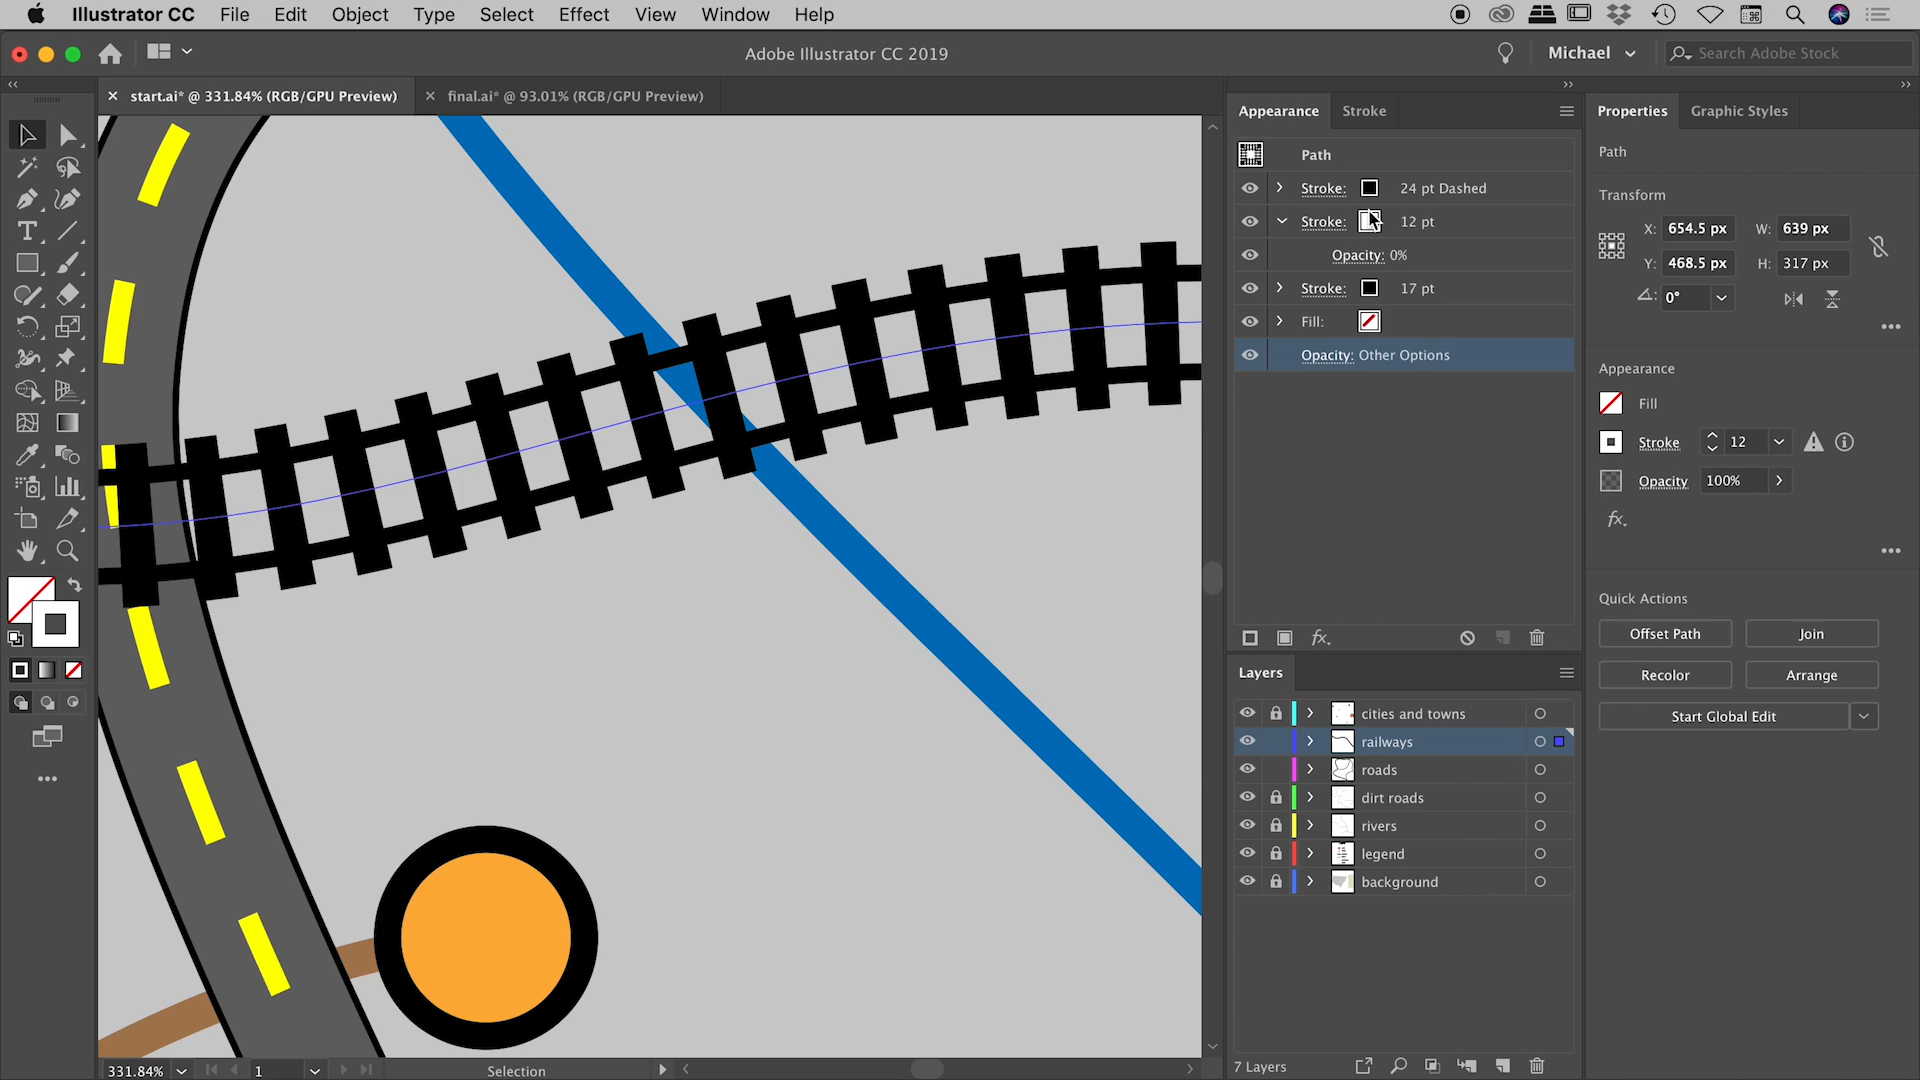 Illustrator CC File Edit Object Type Select Effect View Window Help
Adobe Illustrator CC 2019
Michael
Search Adobe Stock
start.ai* @ 331.84% (RGB/GPU Preview)
final.ai* @ 93.01% (RGB/GPU Preview)
Appearance Stroke
Path
Stroke: 24 pt Dashed
Stroke: 12 pt
Opacity: 0%
Stroke: 17 pt
Fill:
Opacity: Other Options
fx.
Layers
cities and towns
railways
roads
dirt roads
rivers
legend
background
7 Layers
Properties Graphic Styles
Path
Transform
X: 654.5 px W: 639 px
Y: 468.5 px H: 317 px
0°
Appearance
Fill
Stroke 12
Opacity 100%
fx.
Quick Actions
Offset Path Join
Recolor Arrange
Start Global Edit
331.84% 1 Selection